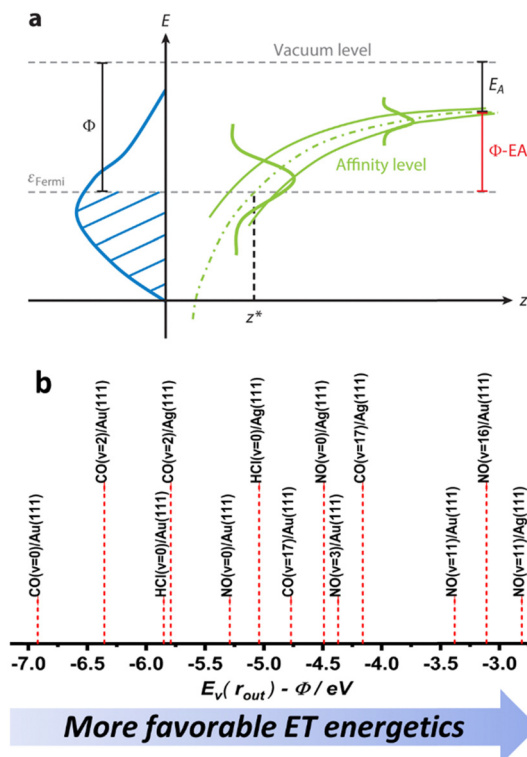 a
E
Vacuum level
E_A
Φ
Φ-EA
Affinity level
ε_Fermi
z*
z
b
CO(v=0)/Au(111)
CO(v=2)/Au(111)
HCl(v=0)/Au(111)
CO(v=2)/Ag(111)
NO(v=0)/Au(111)
HCl(v=0)/Ag(111)
CO(v=17)/Au(111)
NO(v=0)/Ag(111)
NO(v=3)/Au(111)
CO(v=17)/Ag(111)
NO(v=11)/Au(111)
NO(v=16)/Au(111)
NO(v=11)/Ag(111)
-7.0 -6.5 -6.0 -5.5 -5.0 -4.5 -4.0 -3.5 -3.0
E_v( r_out) - Φ / eV
More favorable ET energetics